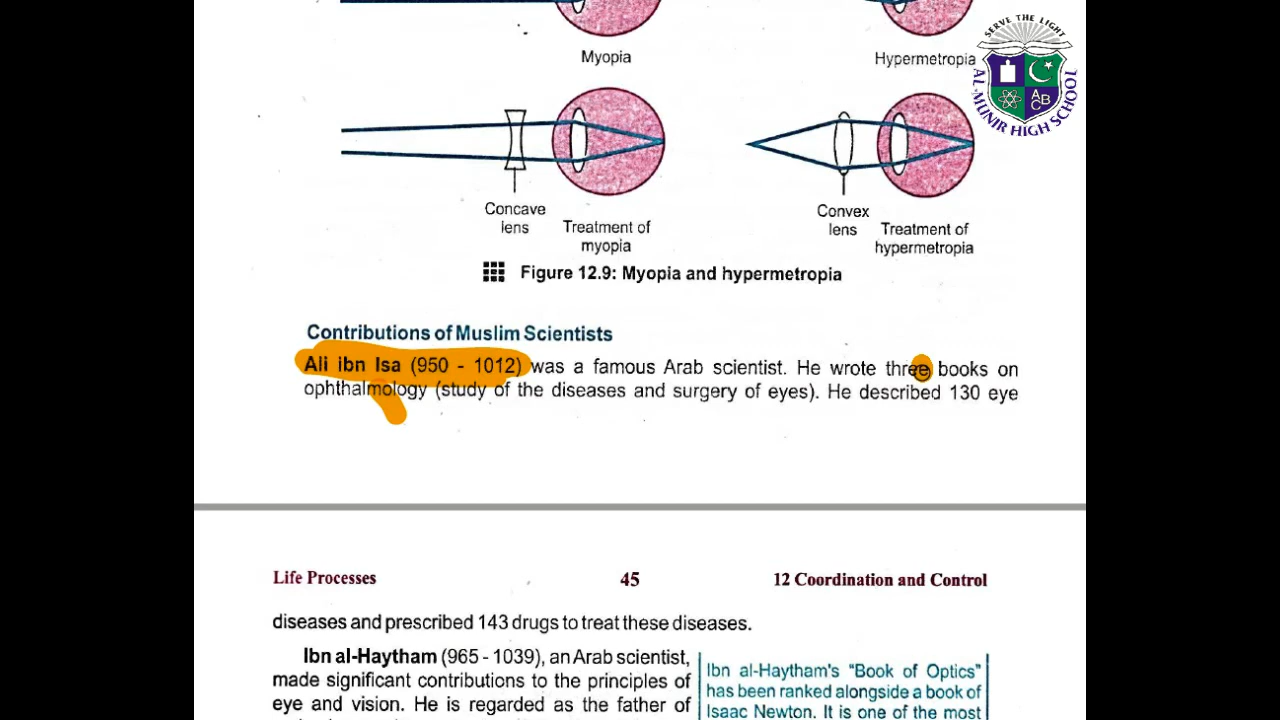 SERVE THE LIGHT
AL-MUNIR HIGH SCHOOL
A
C B
Myopia
Hypermetropia
Concave
lens
Treatment of
myopia
Convex
lens
Treatment of
hypermetropia
Figure 12.9: Myopia and hypermetropia
Contributions of Muslim Scientists
Ali ibn Isa (950 - 1012) was a famous Arab scientist. He wrote three books on
ophthalmology (study of the diseases and surgery of eyes). He described 130 eye
Life Processes 45 12 Coordination and Control
diseases and prescribed 143 drugs to treat these diseases.
Ibn al-Haytham (965 - 1039), an Arab scientist,
made significant contributions to the principles of
eye and vision. He is regarded as the father of
Ibn al-Haytham's "Book of Optics"
has been ranked alongside a book of
Isaac Newton. It is one of the most